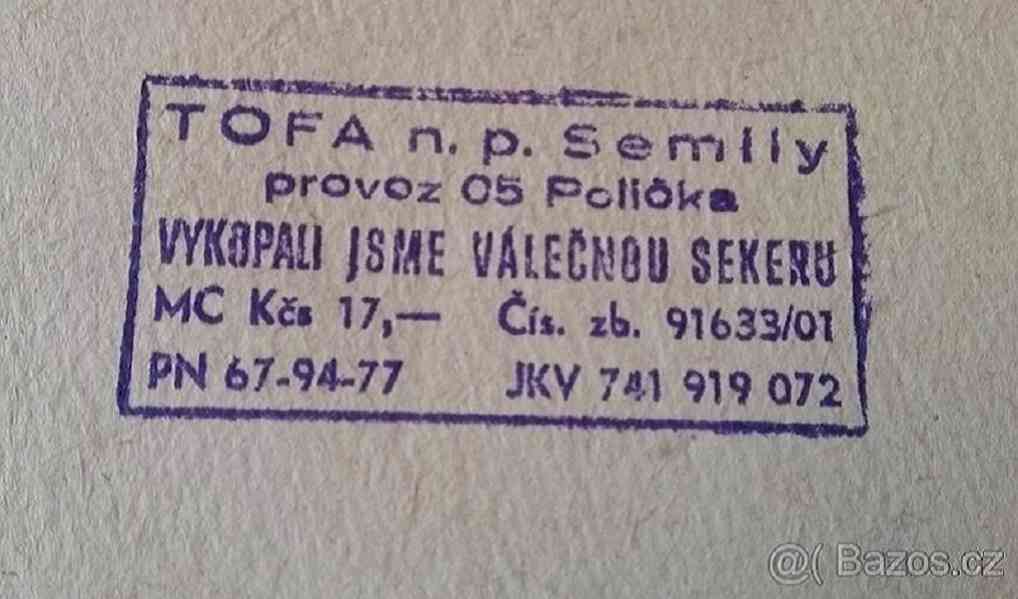 TOFA n. p. Semily
provoz 05 Polička
VYKOPALI JSME VÁLEČNOU SEKERU
MC Kčs 17,— Čís. zb. 91633/01
PN 67-94-77 JKV 741 919 072
@( Bazos.cz